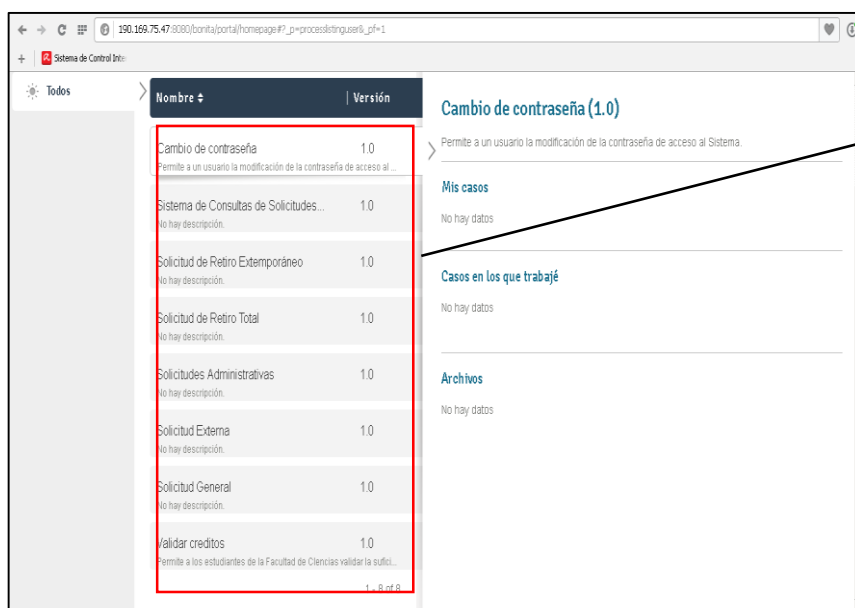 190.169.75.47:8080/bonita/portal/homepage#?_p=processlistinguser&_pf=1
Sistema de Control Inte
Todos
Nombre
Versión
Cambio de contraseña 1.0
Permite a un usuario la modificación de la contraseña de acceso al ...
Sistema de Consultas de Solicitudes... 1.0
No hay descripción.
Solicitud de Retiro Extemporáneo 1.0
No hay descripción.
Solicitud de Retiro Total 1.0
No hay descripción.
Solicitudes Administrativas 1.0
No hay descripción.
Solicitud Externa 1.0
No hay descripción.
Solicitud General 1.0
No hay descripción.
Validar creditos 1.0
Permite a los estudiantes de la Facultad de Ciencias validar la sufici...
1 - 8 of 8
Cambio de contraseña (1.0)
Permite a un usuario la modificación de la contraseña de acceso al Sistema.
Mis casos
No hay datos
Casos en los que trabajé
No hay datos
Archivos
No hay datos